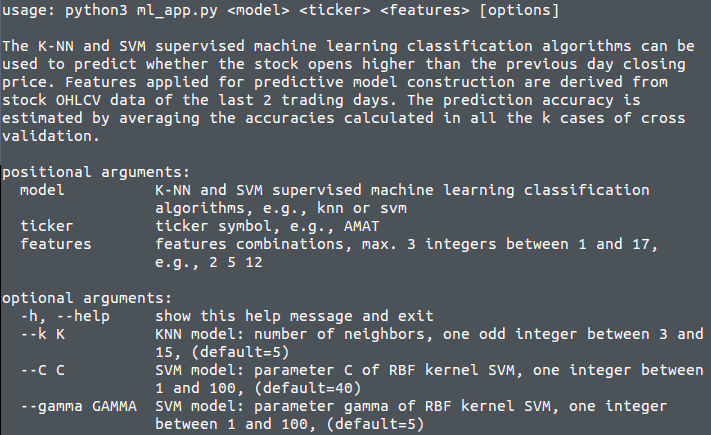 usage: python3 ml_app.py <model> <ticker> <features> [options]
The K-NN and SVM supervised machine learning classification algorithms can be
used to predict whether the stock opens higher than the previous day closing
price. Features applied for predictive model construction are derived from
stock OHLCV data of the last 2 trading days. The prediction accuracy is
estimated by averaging the accuracies calculated in all the k cases of cross
validation.
positional arguments:
model K-NN and SVM supervised machine learning classification
algorithms, e.g., knn or svm
ticker ticker symbol, e.g., AMAT
features features combinations, max. 3 integers between 1 and 17,
e.g., 2 5 12
optional arguments:
-h, --help show this help message and exit
--k K KNN model: number of neighbors, one odd integer between 3 and
15, (default=5)
--C C SVM model: parameter C of RBF kernel SVM, one integer between
1 and 100, (default=40)
--gamma GAMMA SVM model: parameter gamma of RBF kernel SVM, one integer
between 1 and 100, (default=5)